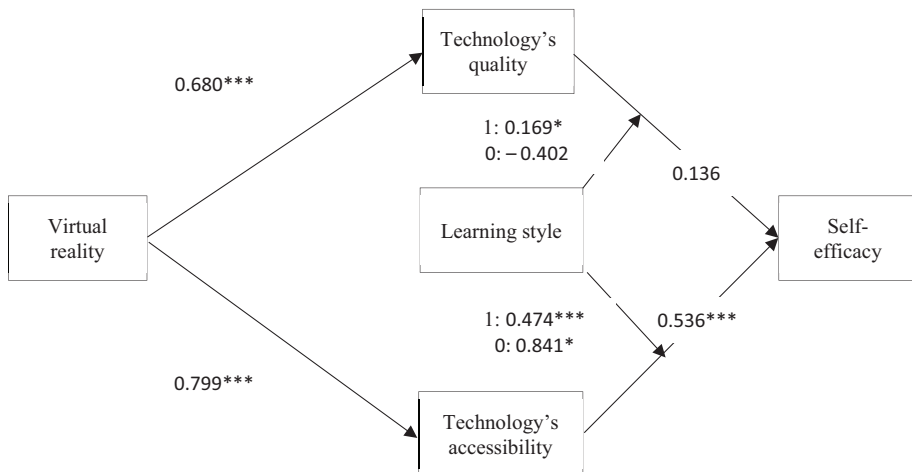 Technology's
quality
0.680***
1: 0.169*
0: – 0.402
0.136
Virtual
reality
Learning style
Self-
efficacy
1: 0.474***
0: 0.841*
0.536***
0.799***
Technology's
accessibility